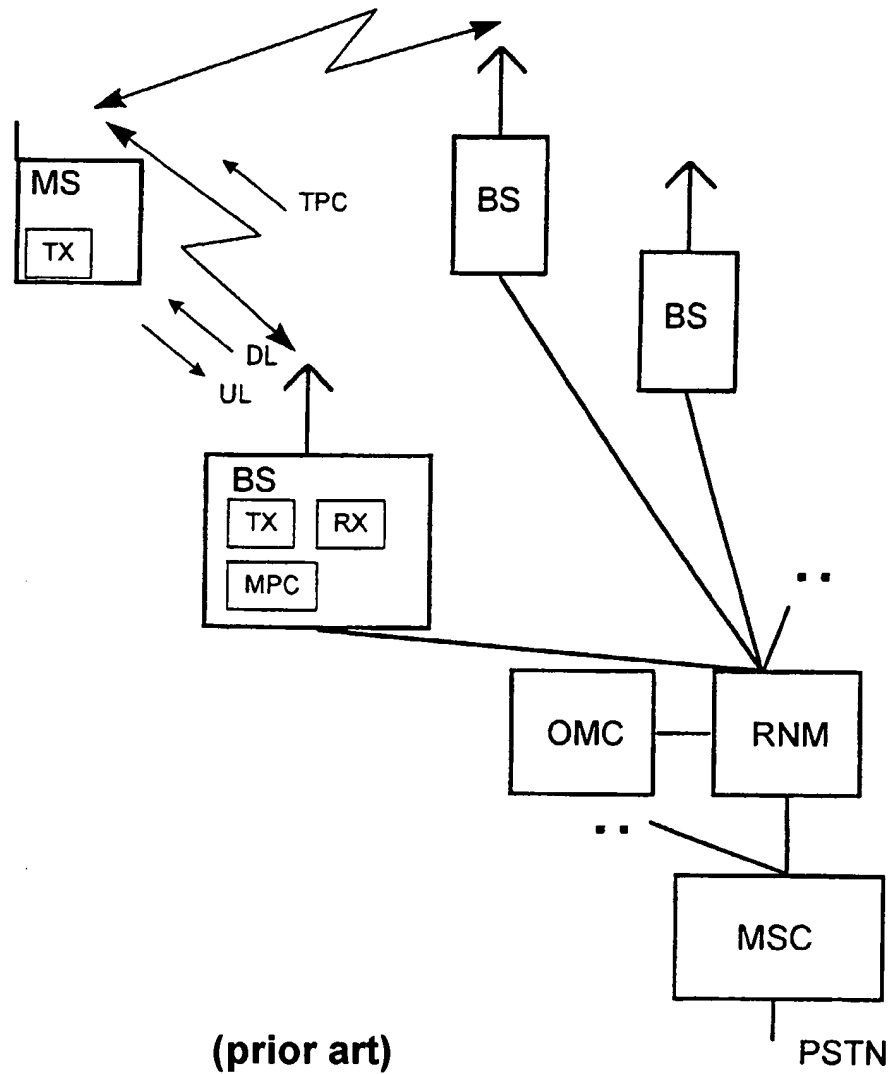 MS
TX
TPC
BS
BS
DL
UL
BS
TX RX
MPC
OMC
RNM
MSC
(prior art)
PSTN